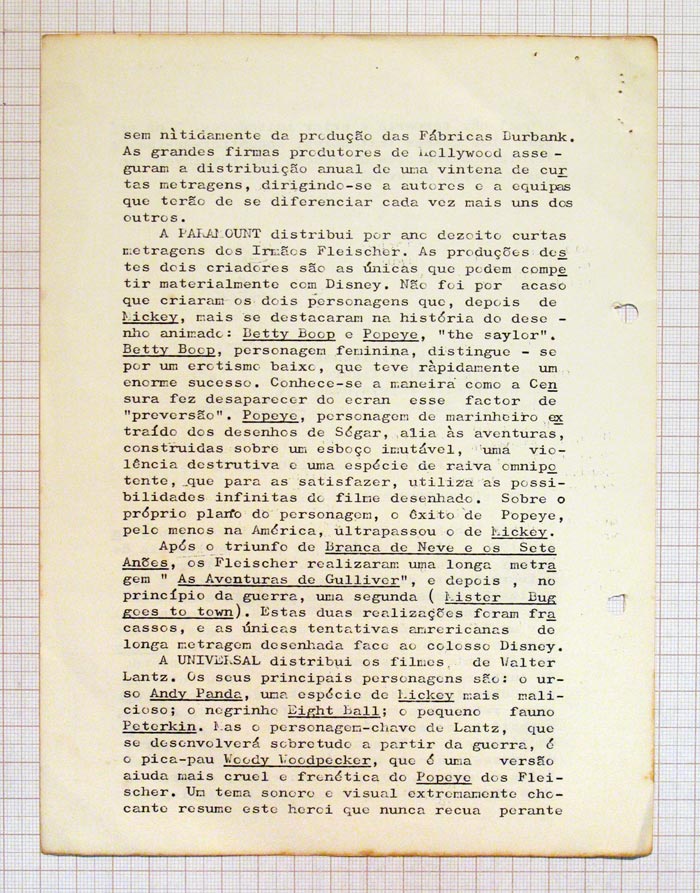 sem nìtidamente da produção das Fábricas Burbank.
As grandes firmas produtores de Hollywood asse -
guram a distribuição anual de uma vintena de cur
tas metragens, dirigindo-se a autores e a equipas
que terão de se diferenciar cada vez mais uns dos
outros.
A PARAMOUNT distribui por ano dezoito curtas
metragens dos Irmãos Fleischer. As produções des
tes dois criadores são as únicas que podem compe
tir materialmente com Disney. Não foi por acaso
que criaram os dois personagens que, depois de
Mickey, mais se destacaram na história do dese -
nho animado: Betty Boop e Popeye, "the saylor".
Betty Boop, personagem feminina, distingue - se
por um erotismo baixo, que teve ràpidamente um
enorme sucesso. Conhece-se a maneira como a Cen
sura fez desaparecer do ecran esse factor de
"preversão". Popeye, personagem de marinheiro ex
traído dos desenhos de Ségar, alia às aventuras,
construidas sobre um esboço imutável, uma vio-
lência destrutiva e uma espécie de raiva omnipo
tente, que para as satisfazer, utiliza as possi-
bilidades infinitas do filme desenhado. Sobre o
próprio plano do personagem, o êxito de Popeye,
pelo menos na América, ultrapassou o de Mickey.
Após o triunfo de Branca de Neve e os Sete
Anões, os Fleischer realizaram uma longa metra
gem " As Aventuras de Gulliver", e depois , no
princípio da guerra, uma segunda ( Mister Bug
goes to town). Estas duas realizações foram fra
cassos, e as únicas tentativas amrericanas de
longa metragem desenhada face ao colosso Disney.
A UNIVERSAL distribui os filmes de Walter
Lantz. Os seus principais personagens são: o ur-
so Andy Panda, uma espécie de Mickey mais mali-
cioso; o negrinho Eight Ball; o pequeno fauno
Peterkin. Mas o personagem-chave de Lantz, que
se desenvolverá sobretudo a partir da guerra, é
o pica-pau Woody Woodpecker, que é uma versão
aiuda mais cruel e frenética do Popeye dos Flei-
scher. Um tema sonoro e visual extremamente cho-
cante resume este heroi que nunca recua perante